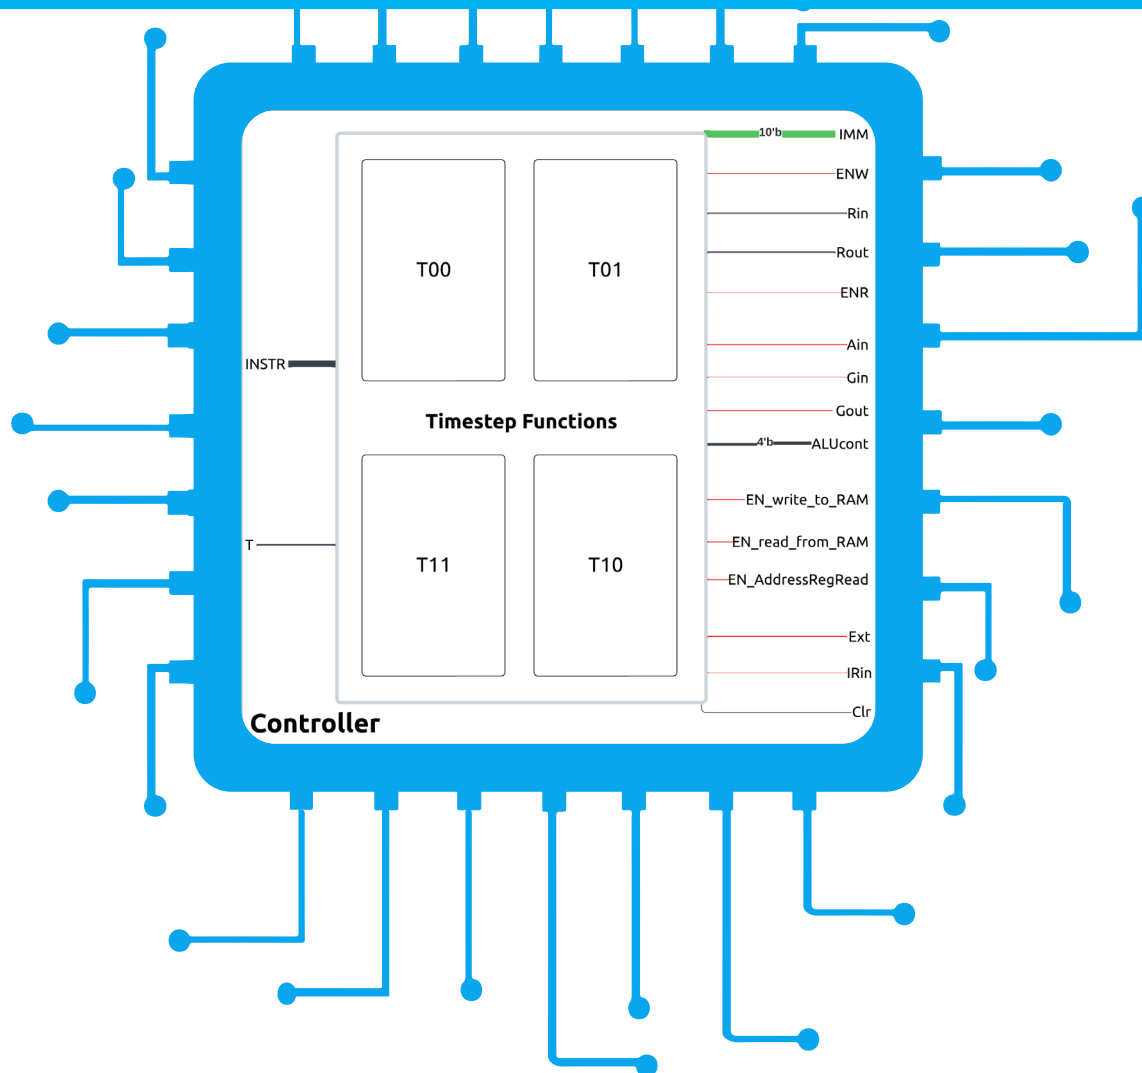 10'b IMM
ENW
Rin
Rout
ENR
T00 T01
Ain
INSTR
Gin
Gout
Timestep Functions
4'b ALUcont
EN_write_to_RAM
EN_read_from_RAM
T
T11 T10
EN_AddressRegRead
Ext
IRin
Clr
Controller